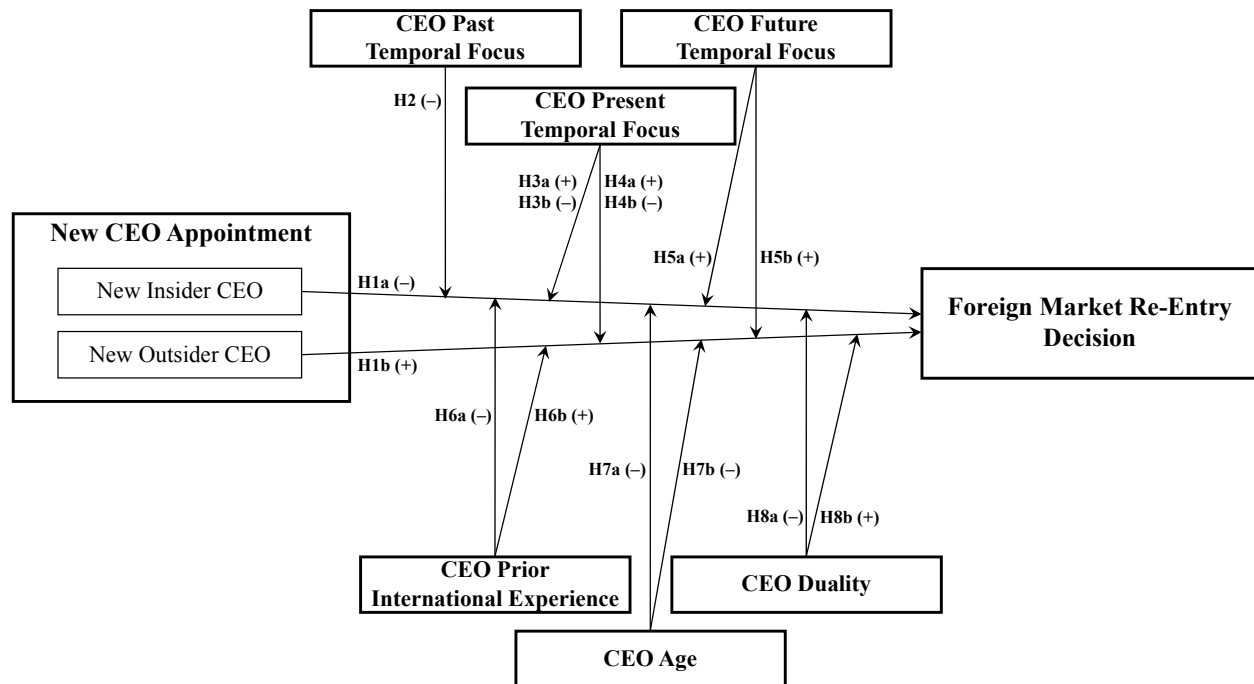 CEO Past
Temporal Focus
CEO Future
Temporal Focus
H2 (–)
CEO Present
Temporal Focus
H3a (+)
H3b (–)
H4a (+)
H4b (–)
New CEO Appointment
H5a (+)
H5b (+)
New Insider CEO
H1a (–)
Foreign Market Re-Entry
Decision
New Outsider CEO
H1b (+)
H6a (–)
H6b (+)
H7a (–)
H7b (–)
H8a (–)
H8b (+)
CEO Prior
International Experience
CEO Duality
CEO Age